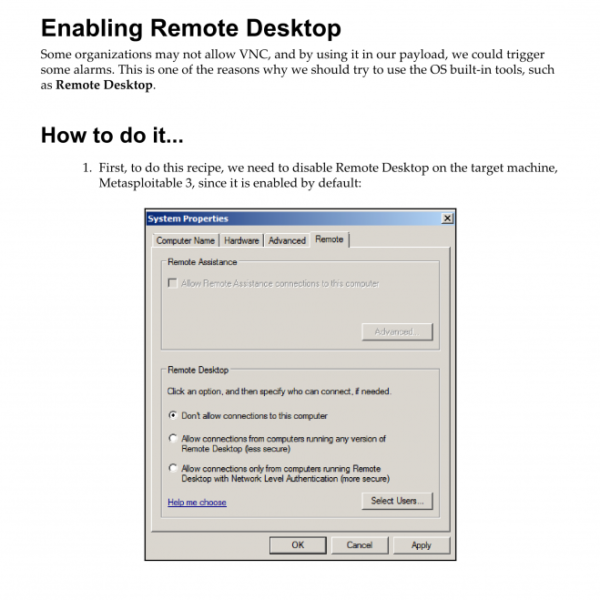 Enabling Remote Desktop
Some organizations may not allow VNC, and by using it in our payload, we could trigger
some alarms. This is one of the reasons why we should try to use the OS built-in tools, such
as Remote Desktop.
How to do it...
1. First, to do this recipe, we need to disable Remote Desktop on the target machine,
Metasploitable 3, since it is enabled by default:
System Properties
Computer Name Hardware Advanced Remote
Remote Assistance
Allow Remote Assistance connections to this computer
Advanced...
Remote Desktop
Click an option, and then specify who can connect, if needed.
Don't allow connections to this computer
Allow connections from computers running any version of
Remote Desktop (less secure)
Allow connections only from computers running Remote
Desktop with Network Level Authentication (more secure)
Help me choose
Select Users...
OK Cancel Apply